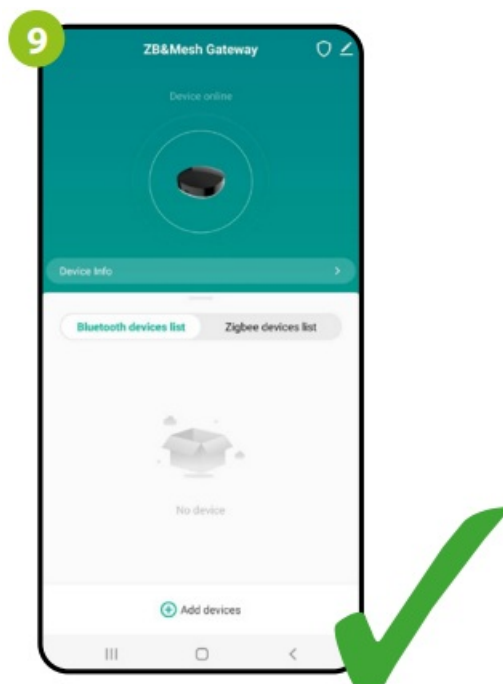 9
ZB&Mesh Gateway
Device online
Device Info
Bluetooth devices list
Zigbee devices list
No device
Add devices